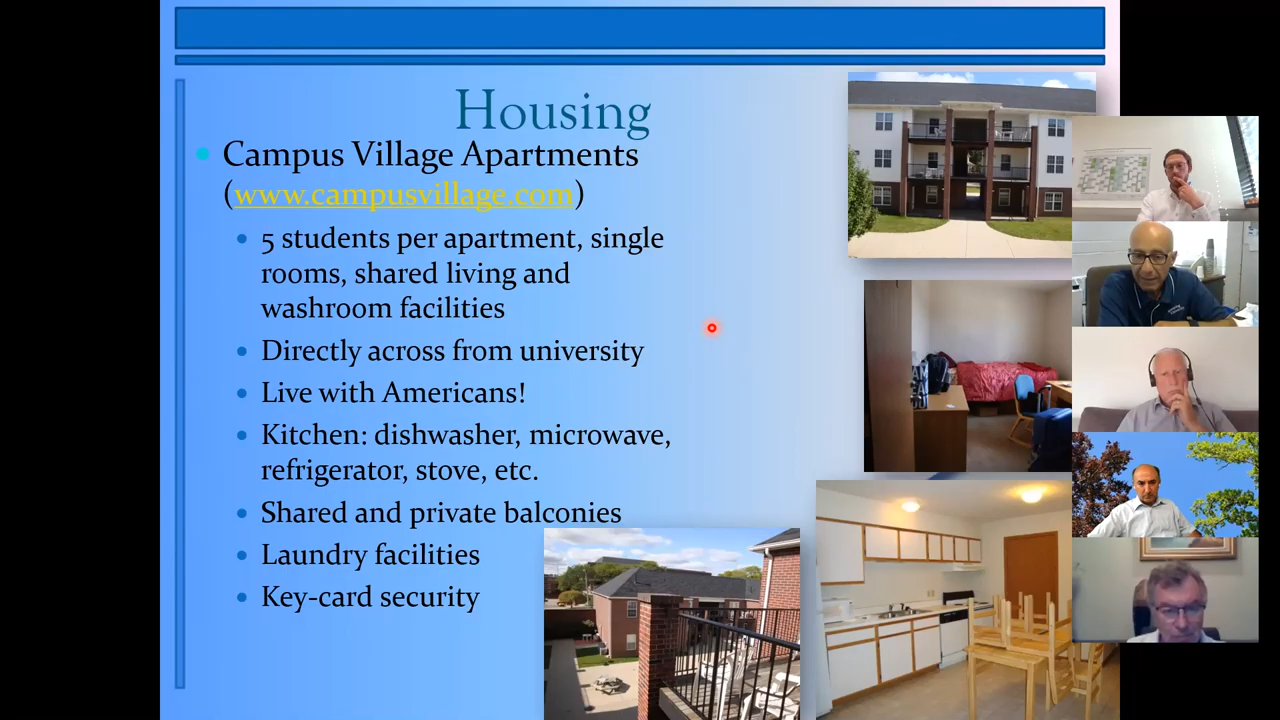 Housing
Campus Village Apartments
(www.campusvillage.com)
5 students per apartment, single
rooms, shared living and
washroom facilities
Directly across from university
Live with Americans!
Kitchen: dishwasher, microwave,
refrigerator, stove, etc.
Shared and private balconies
Laundry facilities
Key-card security